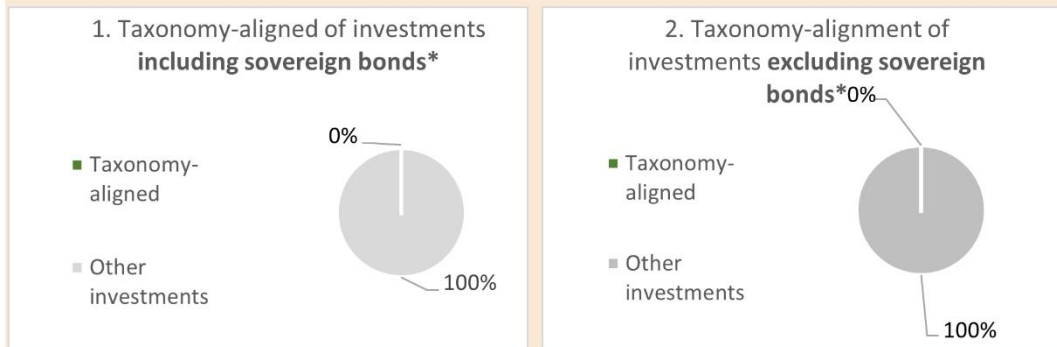 1. Taxonomy-aligned of investments
including sovereign bonds*
0%
Taxonomy-
aligned
Other
investments
100%
2. Taxonomy-alignment of
investments excluding sovereign
bonds*0%
Taxonomy-
aligned
Other
investments
100%